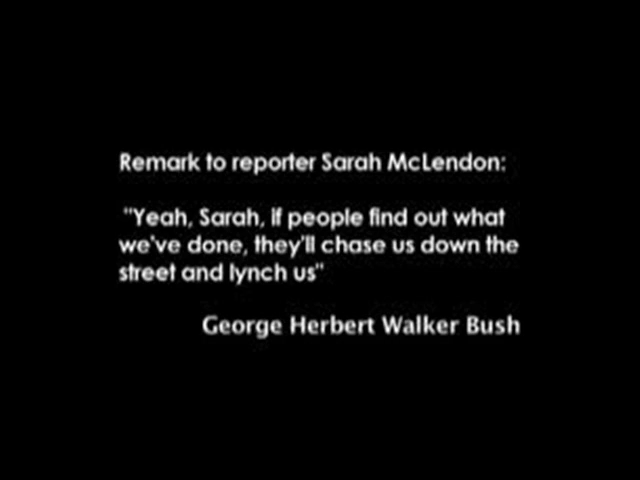 Remark to reporter Sarah McLendon:
"Yeah, Sarah, if people find out what
we've done, they'll chase us down the
street and lynch us"
George Herbert Walker Bush